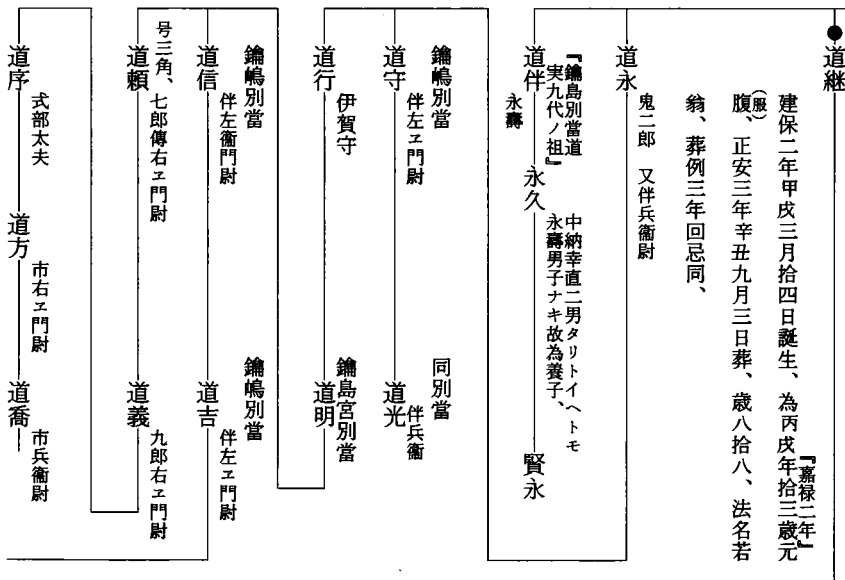 道継
建保二年甲戌三月拾四日誕生、為丙戌年拾三歳元
『嘉禄二年』
腹、正安三年辛丑九月三日葬、歳八拾八、法名若
(服)
翁、葬例三年回忌同、
道永
鬼二郎 又伴兵衞尉
『鑰島別當道
実九代ノ祖』
道伴
永壽
永久
中納幸直二男タリトイヘトモ
永壽男子ナキ故為養子、
賢永
鑰嶋別當
道守
伴左ヱ門尉
同別當
道光
伴兵衞
道行
伊賀守
鑰島宮別當
道明
鑰嶋別當
道信
伴左衞門尉
鑰嶋別當
道吉
伴左ヱ門尉
道頼
号三角、七郎傳右ヱ門尉
道義
九郎右ヱ門尉
道序
式部太夫
道方
市右ヱ門尉
道喬
市兵衞尉